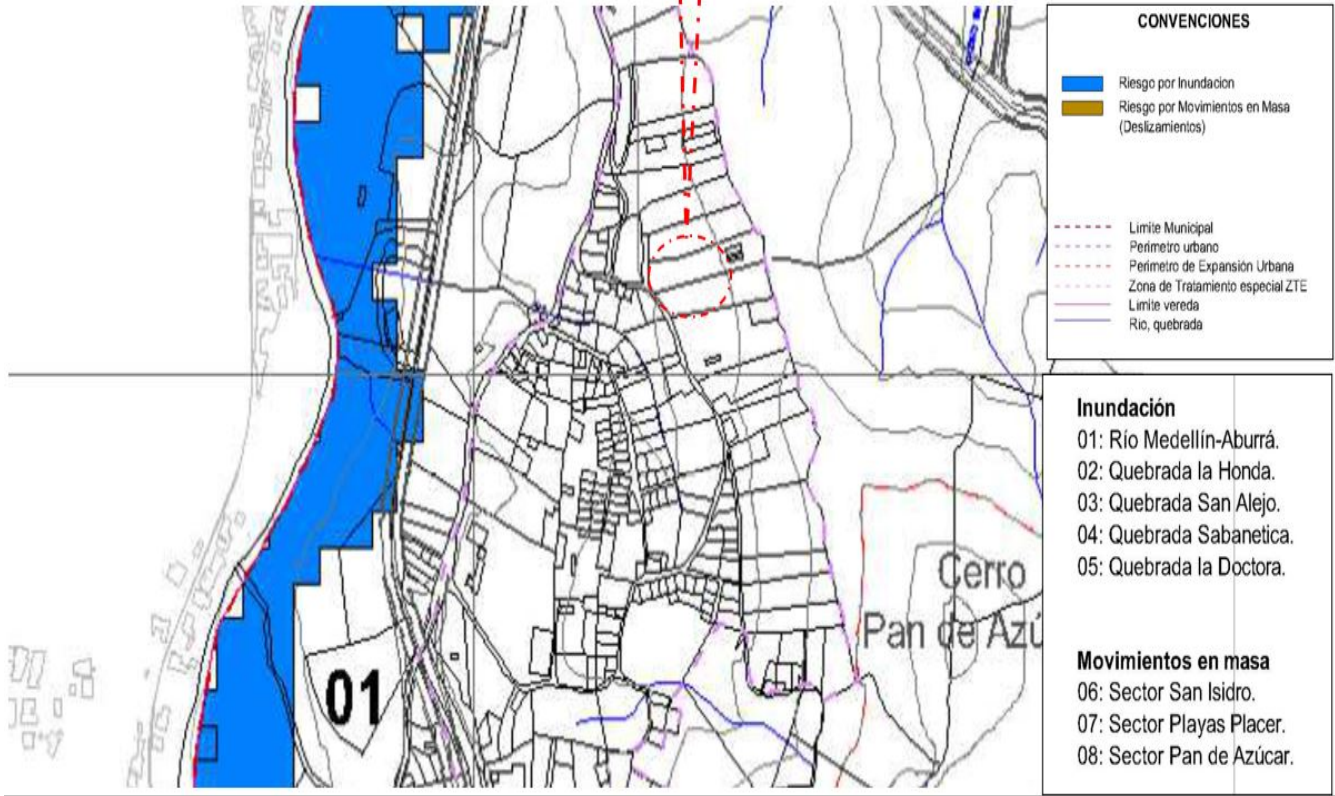 CONVENCIONES
Riesgo por Inundacion
Riesgo por Movimientos en Masa
(Deslizamientos)
Limite Municipal
Perimetro urbano
Perimetro de Expansión Urbana
Zona de Tratamiento especial ZTE
Limite vereda
Rio, quebrada
Inundación
01: Río Medellín-Aburrá.
02: Quebrada la Honda.
03: Quebrada San Alejo.
04: Quebrada Sabanetica.
05: Quebrada la Doctora.
Movimientos en masa
06: Sector San Isidro.
07: Sector Playas Placer.
08: Sector Pan de Azúcar.
Cerro
Pan de Azú
01